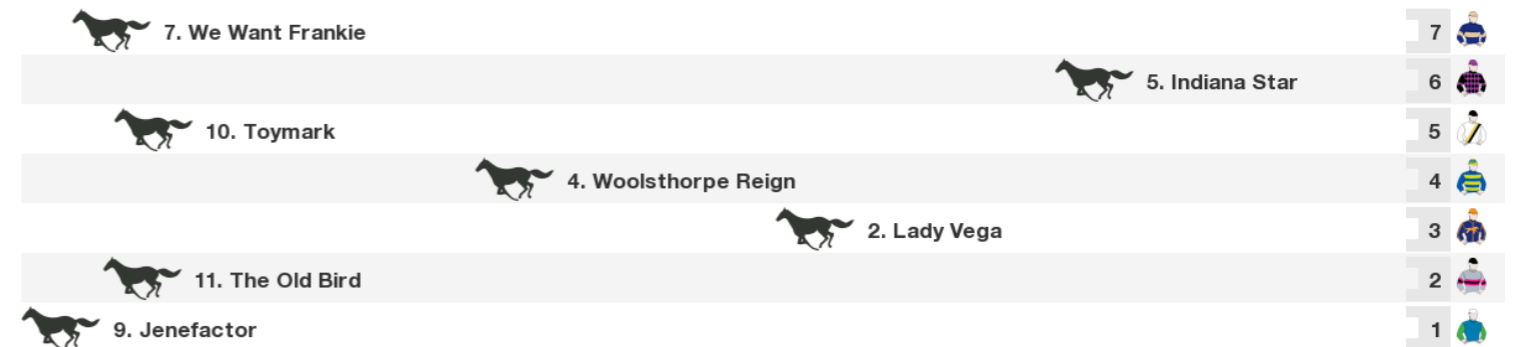 7. We Want Frankie 7
5. Indiana Star 6
10. Toymark 5
4. Woolsthorpe Reign 4
2. Lady Vega 3
11. The Old Bird 2
9. Jenefactor 1